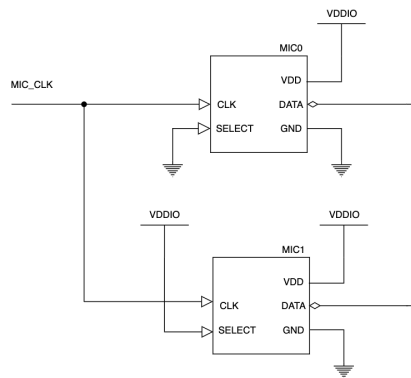 VDDIO
MIC0
MIC_CLK
VDD
CLK
DATA
SELECT
GND
VDDIO
VDDIO
MIC1
VDD
CLK
DATA
SELECT
GND